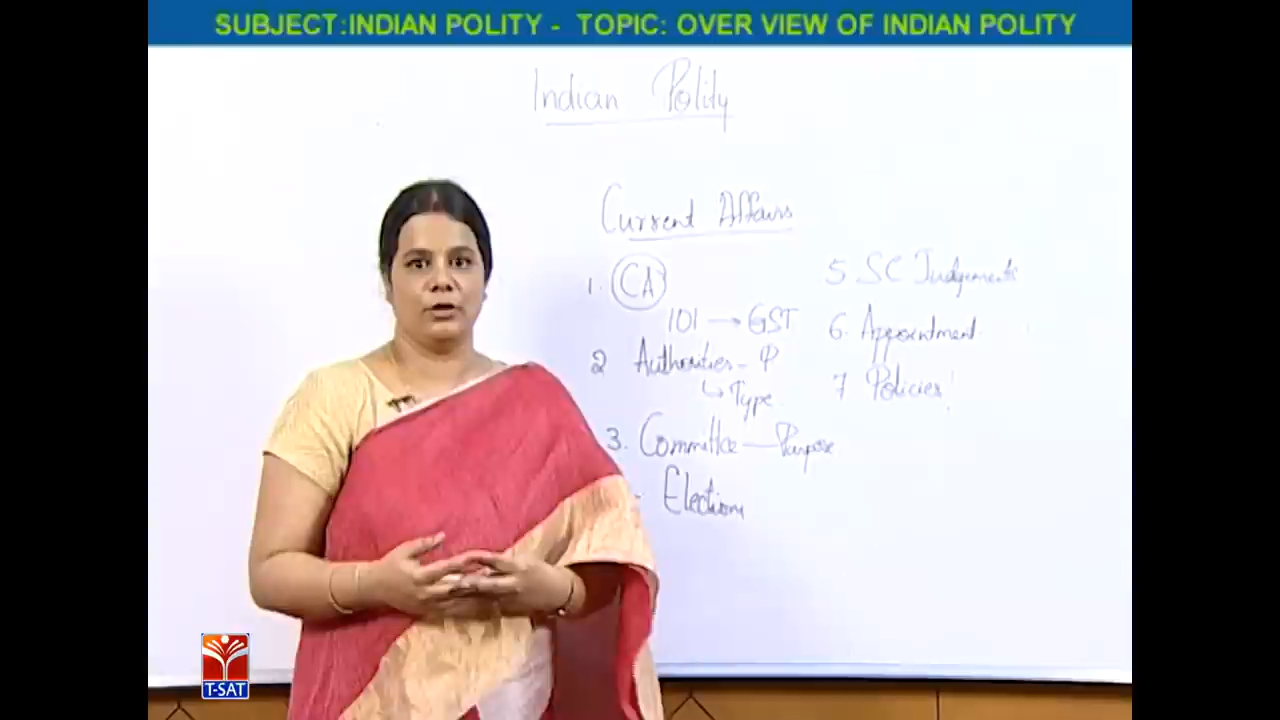 SUBJECT:INDIAN POLITY - TOPIC: OVER VIEW OF INDIAN POLITY
Indian Polity
Current Affairs
1. CA
101 → GST
2 Authorities - P
↳ Type
3. Committee — Purpose
- Elections
5 SC Judgements
6. Appointment
7 Policies
T-SAT